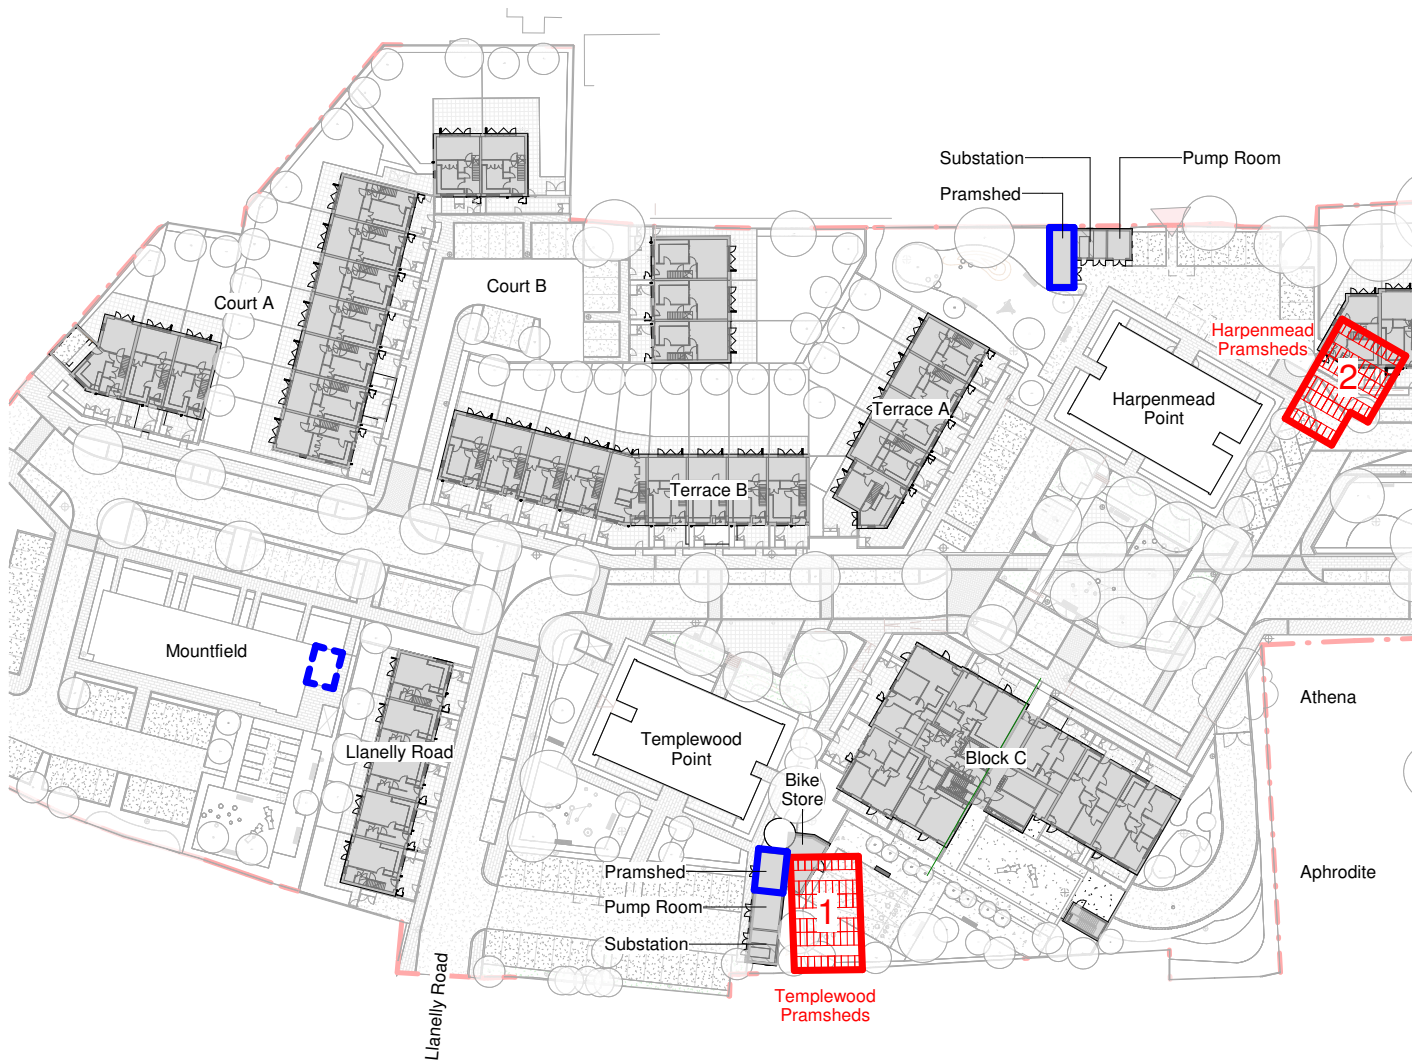 Substation
Pump Room
Pramshed
Court A
Court B
Harpenmead
Pramsheds
2
Terrace A
Harpenmead
Point
Terrace B
Mountfield
Athena
Llanelly Road
Templewood
Point
Block C
Bike
Store
Pramshed
Aphrodite
Pump Room
1
Substation
Templewood
Pramsheds
Llanelly Road